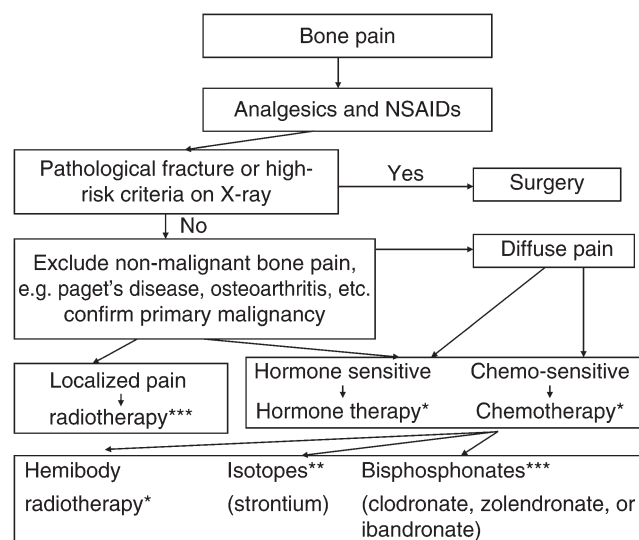 Bone pain
Analgesics and NSAIDs
Pathological fracture or high-
risk criteria on X-ray
Yes
Surgery
No
Exclude non-malignant bone pain,
e.g. paget's disease, osteoarthritis, etc.
confirm primary malignancy
Diffuse pain
Localized pain
radiotherapy***
Hormone sensitive
Hormone therapy*
Chemo-sensitive
Chemotherapy*
Hemibody
radiotherapy*
Isotopes**
(strontium)
Bisphosphonates***
(clodronate, zolendronate, or
ibandronate)